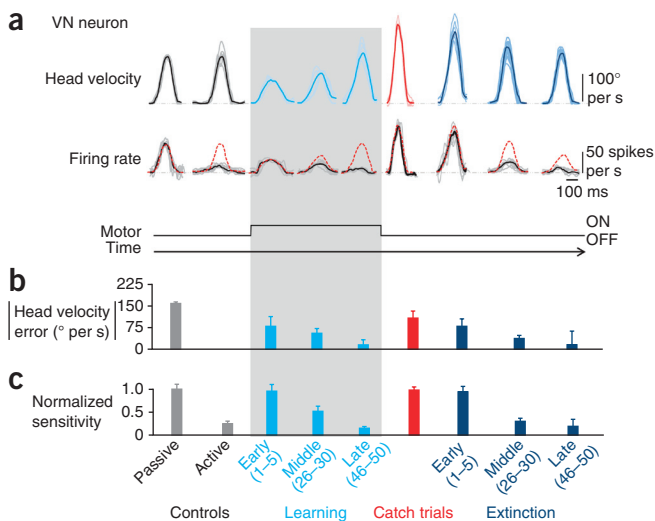 a
VN neuron
Head velocity
100°
per s
Firing rate
50 spikes
per s
100 ms
Motor
ON
OFF
Time
b
Head velocity
error (° per s)
225
150
75
0
c
Normalized
sensitivity
1.0
0.5
0
Passive
Active
Early
(1–5)
Middle
(26–30)
Late
(46–50)
Early
(1–5)
Middle
(26–30)
Late
(46–50)
Controls
Learning
Catch trials
Extinction